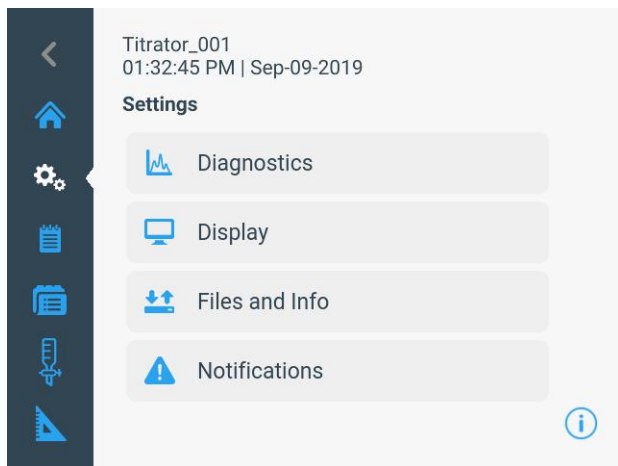 Titrator_001
01:32:45 PM | Sep-09-2019
Settings
Diagnostics
Display
Files and Info
Notifications